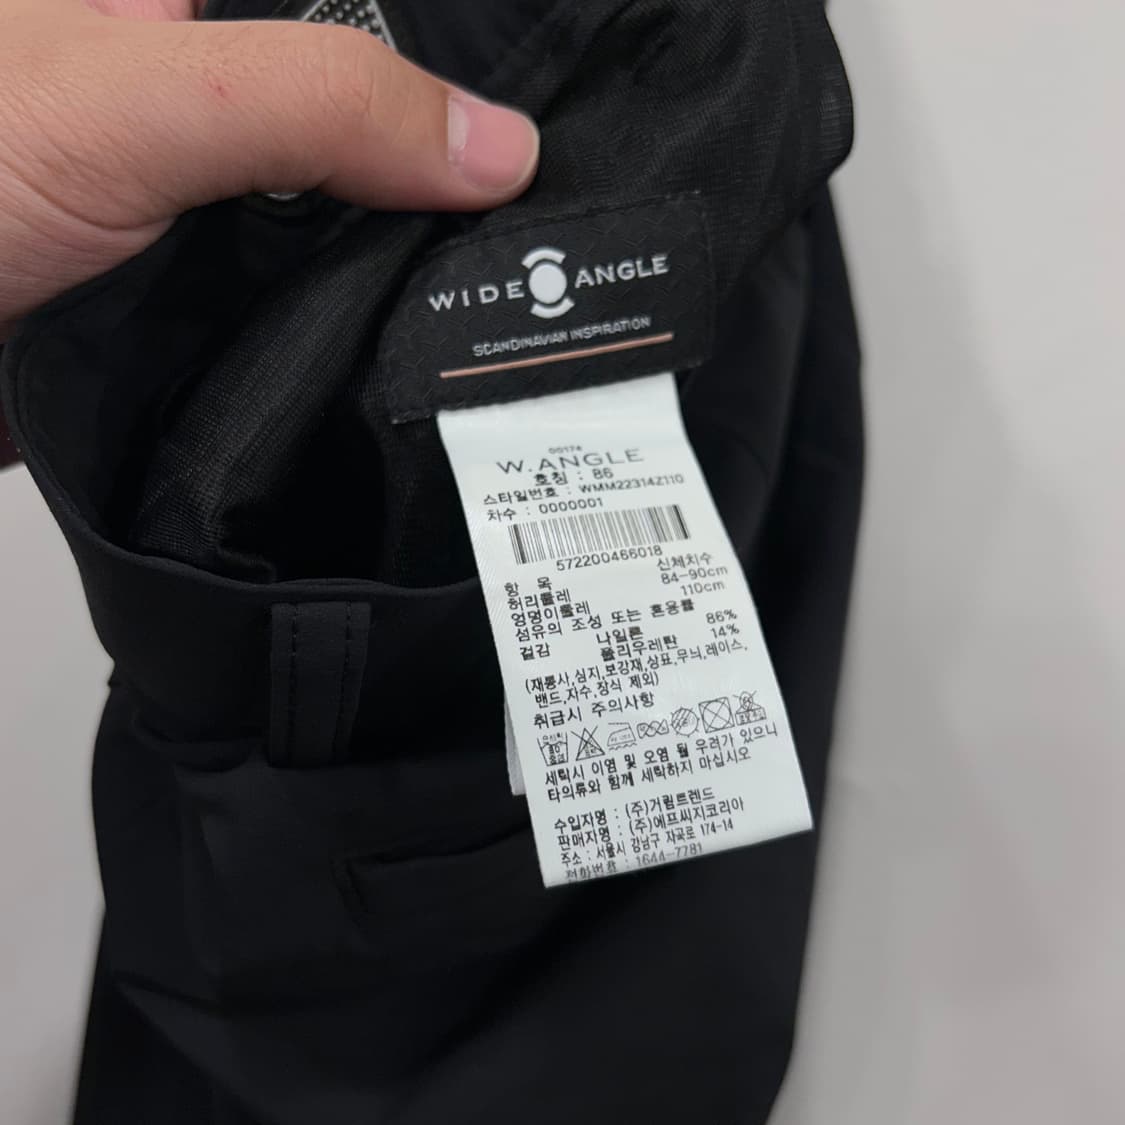 WIDE ANGLE
SCANDINAVIAN INSPIRATION
00174
W.ANGLE
호칭 : 86
스타일번호 : WMM22314Z110
차수 : 0000001
572200466018
항 목 신체치수
허리둘레 84-90cm
엉덩이둘레 110cm
섬유의 조성 또는 혼용률
겉감 나일론 86%
폴리우레탄 14%
(재봉사,심지,보강재,상표,무늬,레이스,
밴드,자수,장식 제외)
취급시 주의사항
세탁시 이염 및 오염 될 우려가 있으니
타의류와 함께 세탁하지 마십시오
수입자명 : (주)거림트렌드
판매자명 : (주)에프씨지코리아
주소 : 서울시 강남구 자곡로 174-14
전화번호 : 1644-7781